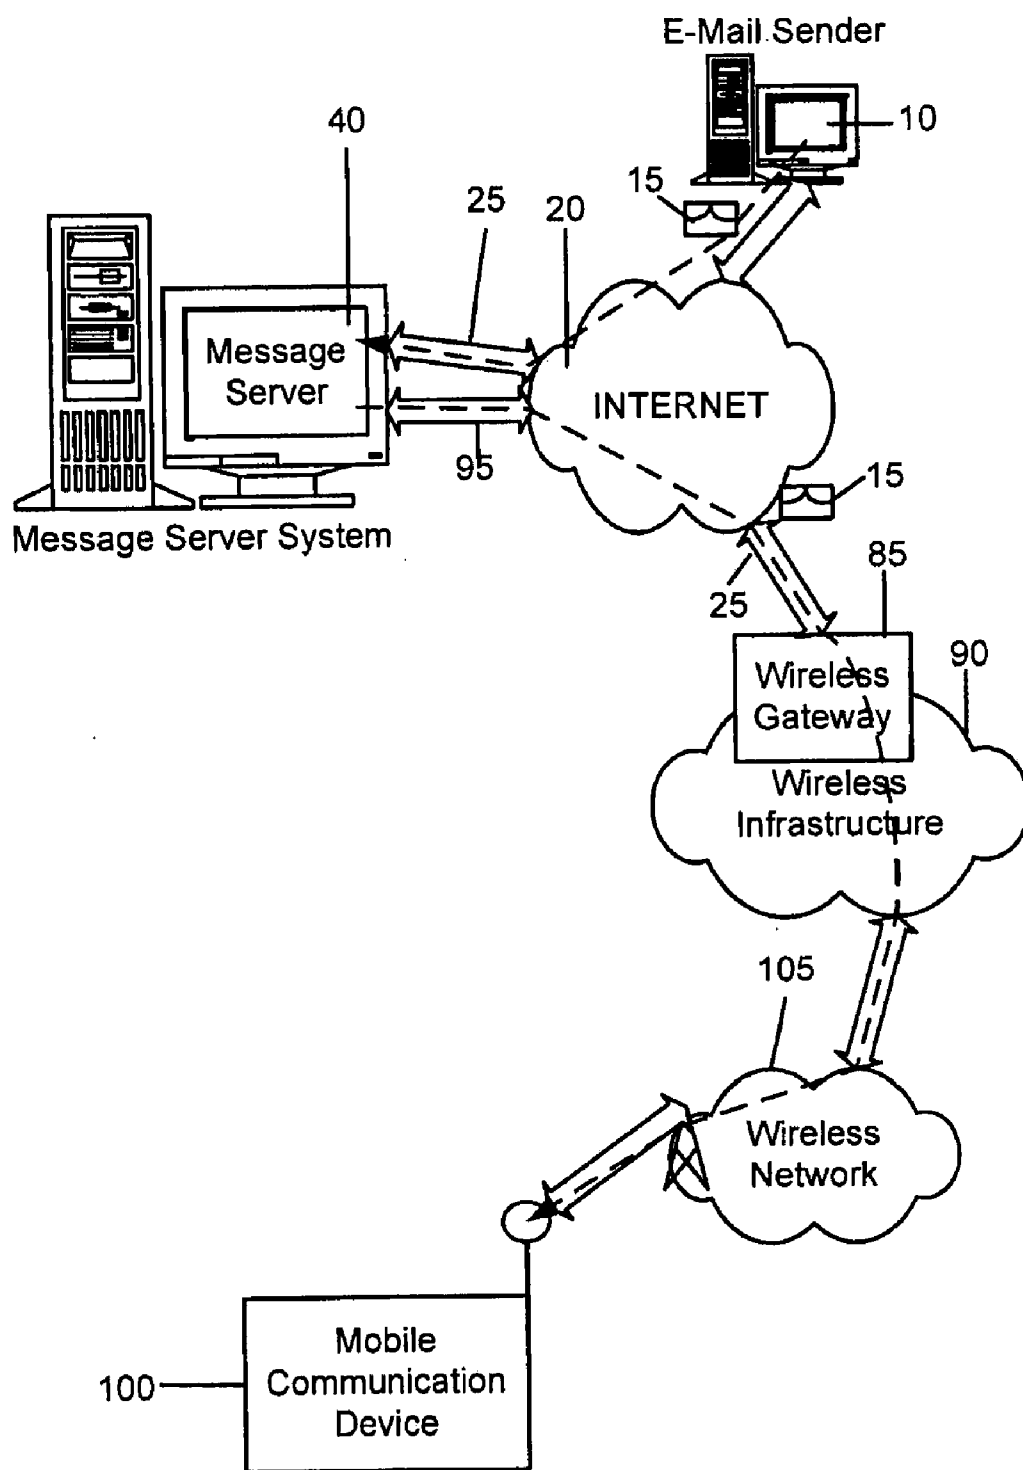 E-Mail Sender
10
40
25
15
20
Message
Server
INTERNET
95
15
Message Server System
25
85
90
Wireless
Gateway
Wireless
Infrastructure
105
Wireless
Network
Mobile
Communication
Device
100